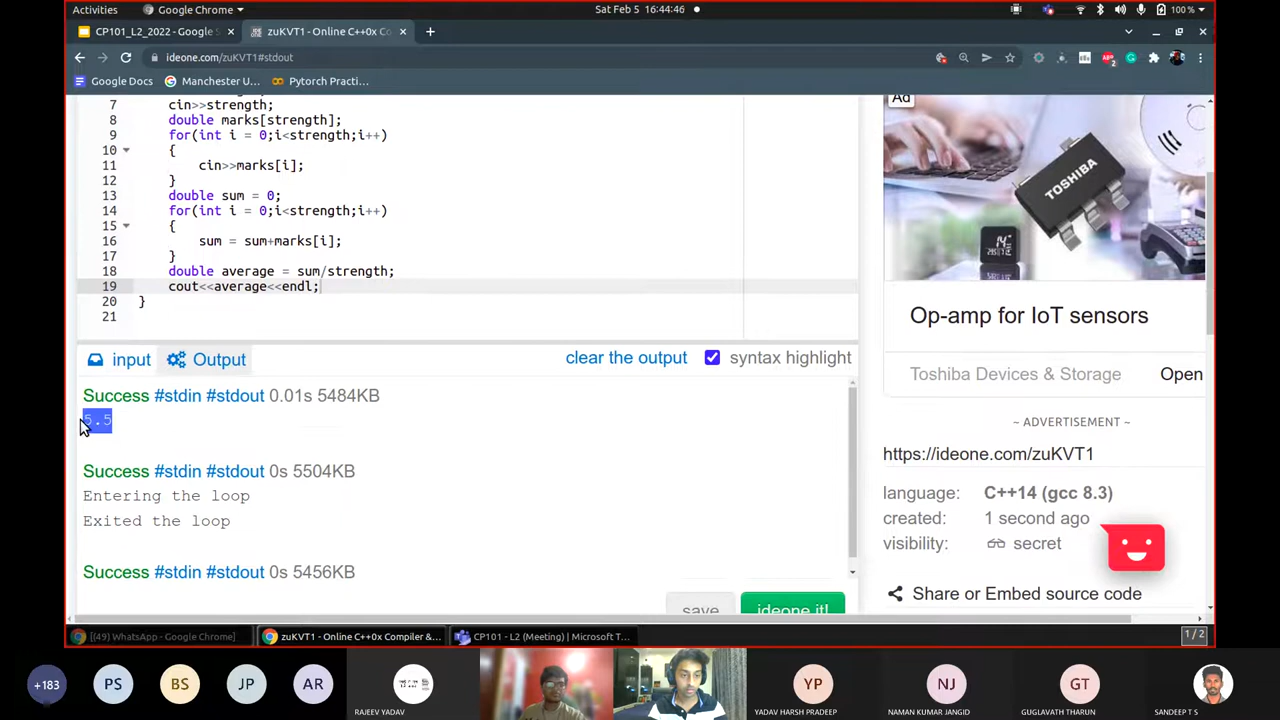 Activities
Google Chrome
Sat Feb 5 16:44:46
100 %
CP101_L2_2022 - Google S
zuKVT1 - Online C++0x Co
ideone.com/zuKVT1#stdout
Google Docs
Manchester U...
Pytorch Practi...
7 cin>>strength;
8 double marks[strength];
9 for(int i = 0;i<strength;i++)
10 {
11 cin>>marks[i];
12 }
13 double sum = 0;
14 for(int i = 0;i<strength;i++)
15 {
16 sum = sum+marks[i];
17 }
18 double average = sum/strength;
19 cout<<average<<endl;
20 }
21
input
Output
clear the output
syntax highlight
Success #stdin #stdout 0.01s 5484KB
5.5
Success #stdin #stdout 0s 5504KB
Entering the loop
Exited the loop
Success #stdin #stdout 0s 5456KB
save
ideone it!
Ad
TOSHIBA
Op-amp for IoT sensors
Toshiba Devices & Storage
Open
~ ADVERTISEMENT ~
https://ideone.com/zuKVT1
language: C++14 (gcc 8.3)
created: 1 second ago
visibility: secret
Share or Embed source code
[(49) WhatsApp - Google Chrome]
zuKVT1 - Online C++0x Compiler &...
CP101 - L2 (Meeting) | Microsoft T...
1 / 2
+183
PS
BS
JP
AR
RAJEEV YADAV
YP
YADAV HARSH PRADEEP
NJ
NAMAN KUMAR JANGID
GT
GUGLAVATH THARUN
SANDEEP T S